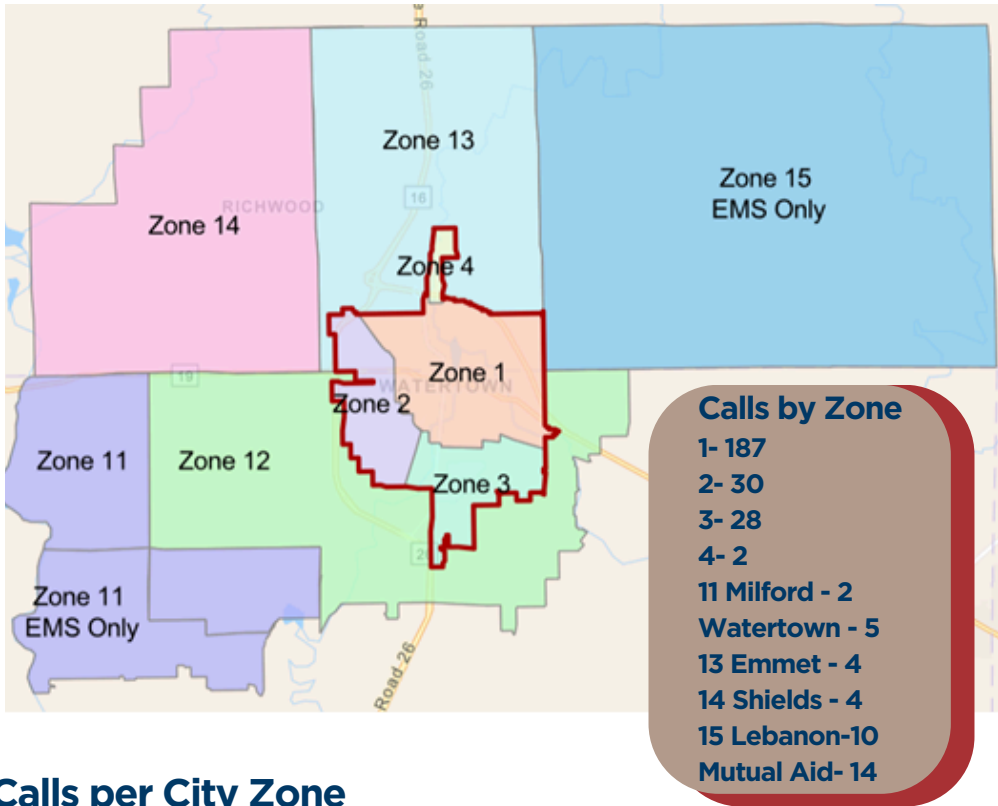 Road 26
Zone 13
16
Zone 15
EMS Only
RICHWOOD
Zone 14
Zone 4
19
Zone 1
WATERTOWN
Zone 2
Zone 11
Zone 12
Zone 3
26
Zone 11
EMS Only
Road 26
Calls by Zone
1- 187
2- 30
3- 28
4- 2
11 Milford - 2
Watertown - 5
13 Emmet - 4
14 Shields - 4
15 Lebanon-10
Mutual Aid- 14
Calls per City Zone